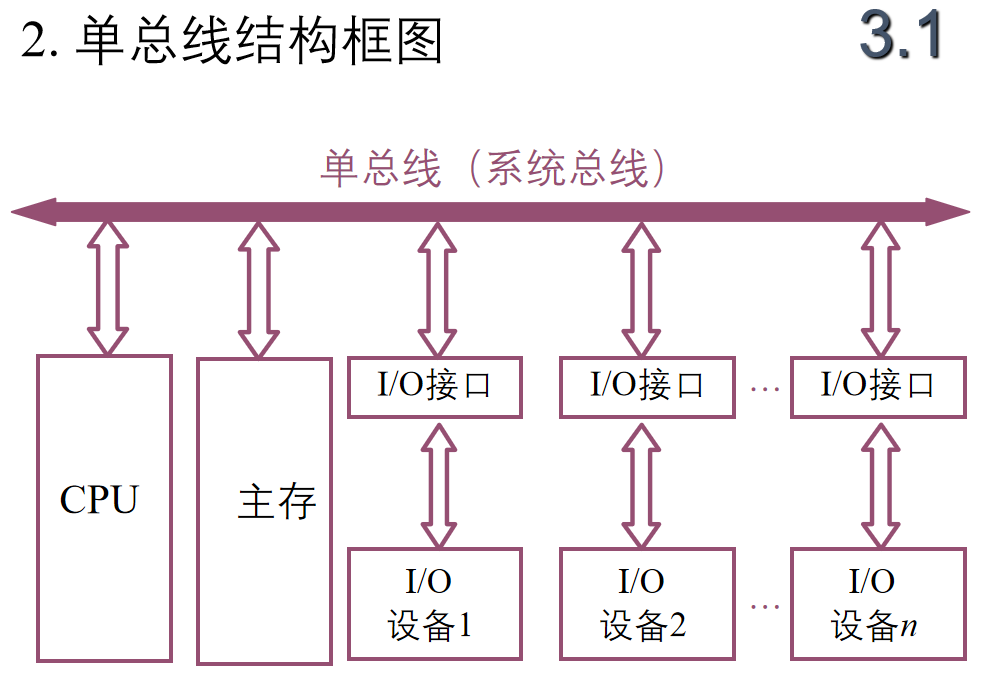 2. 单总线结构框图
3.1
单总线（系统总线）
CPU
主存
I/O接口
I/O接口
…
I/O接口
I/O
设备1
I/O
设备2
…
I/O
设备n